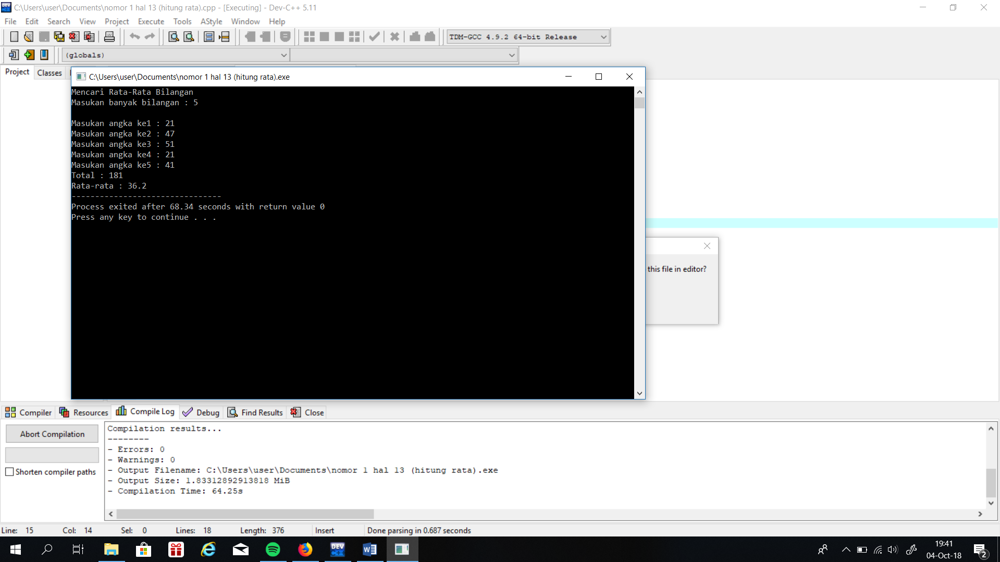 C:\Users\user\Documents\nomor 1 hal 13 (hitung rata).cpp - [Executing] - Dev-C++ 5.11
File Edit Search View Project Execute Tools AStyle Window Help
TDM-GCC 4.9.2 64-bit Release
(globals)
Project Classes
C:\Users\user\Documents\nomor 1 hal 13 (hitung rata).exe
Mencari Rata-Rata Bilangan
Masukan banyak bilangan : 5
Masukan angka ke1 : 21
Masukan angka ke2 : 47
Masukan angka ke3 : 51
Masukan angka ke4 : 21
Masukan angka ke5 : 41
Total : 181
Rata-rata : 36.2
--------------------------------
Process exited after 68.34 seconds with return value 0
Press any key to continue . . .
this file in editor?
Compiler Resources Compile Log Debug Find Results Close
Abort Compilation
Shorten compiler paths
Compilation results...
--------
- Errors: 0
- Warnings: 0
- Output Filename: C:\Users\user\Documents\nomor 1 hal 13 (hitung rata).exe
- Output Size: 1.83312892913818 MiB
- Compilation Time: 64.25s
Line: 15 Col: 14 Sel: 0 Lines: 18 Length: 376 Insert Done parsing in 0.687 seconds
DEV C++
19:41
04-Oct-18
2